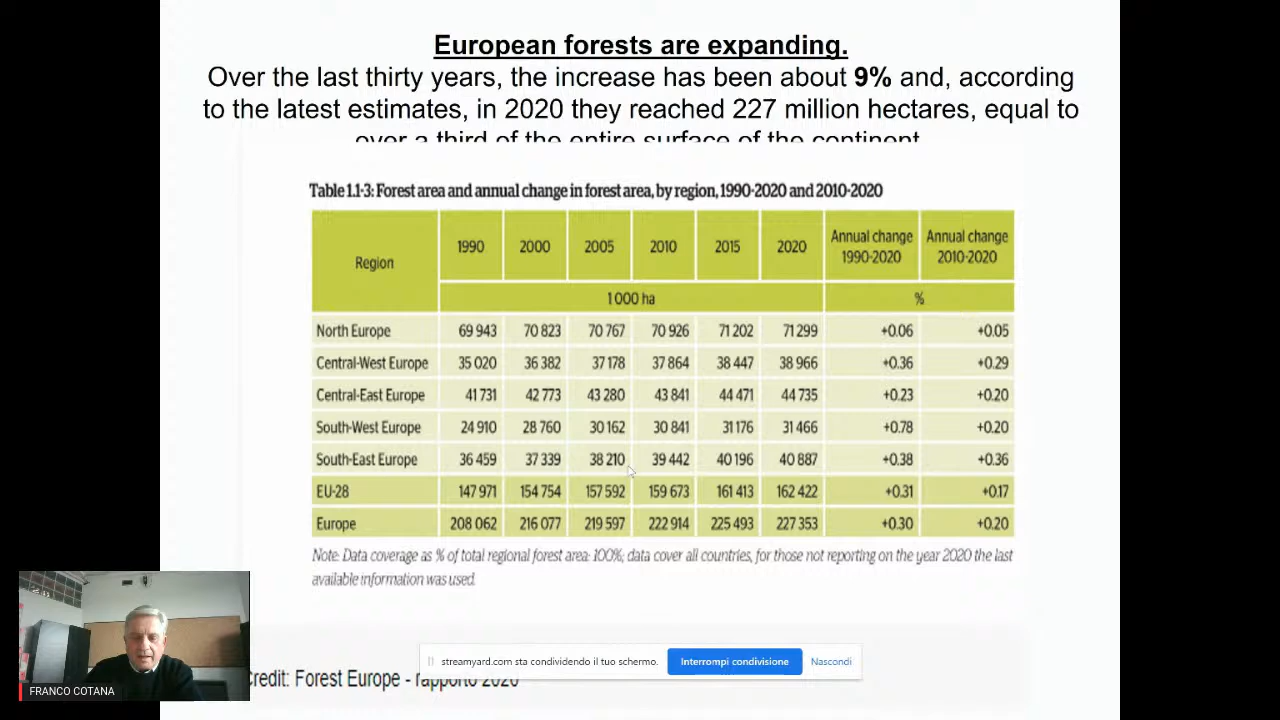 European forests are expanding.
Over the last thirty years, the increase has been about 9% and, according
to the latest estimates, in 2020 they reached 227 million hectares, equal to
over a third of the entire surface of the continent
Table 1.1-3: Forest area and annual change in forest area, by region, 1990-2020 and 2010-2020
Region 1990 2000 2005 2010 2015 2020 Annual change 1990-2020 Annual change 2010-2020
1 000 ha %
North Europe 69 943 70 823 70 767 70 926 71 202 71 299 +0.06 +0.05
Central-West Europe 35 020 36 382 37 178 37 864 38 447 38 966 +0.36 +0.29
Central-East Europe 41 731 42 773 43 280 43 841 44 471 44 735 +0.23 +0.20
South-West Europe 24 910 28 760 30 162 30 841 31 176 31 466 +0.78 +0.20
South-East Europe 36 459 37 339 38 210 39 442 40 196 40 887 +0.38 +0.36
EU-28 147 971 154 754 157 592 159 673 161 413 162 422 +0.31 +0.17
Europe 208 062 216 077 219 597 222 914 225 493 227 353 +0.30 +0.20
Note: Data coverage as % of total regional forest area: 100%; data cover all countries, for those not reporting on the year 2020 the last
available information was used.
streamyard.com sta condividendo il tuo schermo. Interrompi condivisione Nascondi
redit: Forest Europe - rapporto 2020
FRANCO COTANA